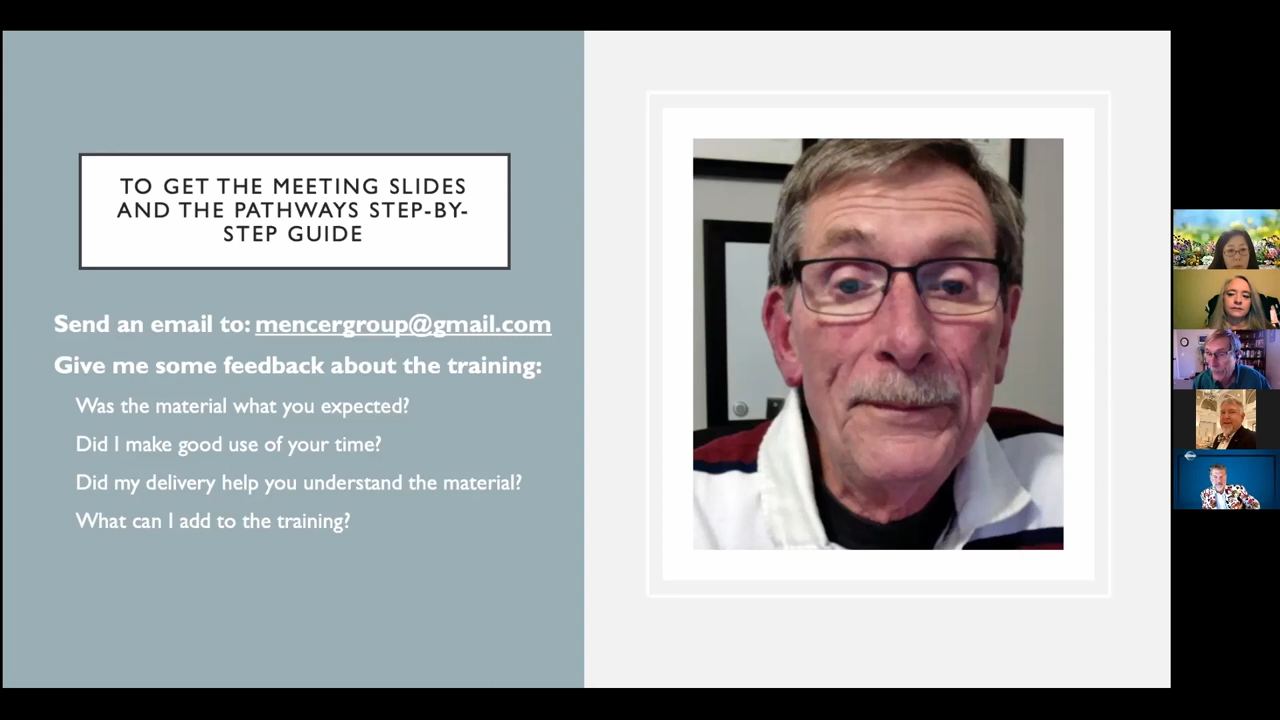 TO GET THE MEETING SLIDES
AND THE PATHWAYS STEP-BY-
STEP GUIDE
Send an email to: mencergroup@gmail.com
Give me some feedback about the training:
Was the material what you expected?
Did I make good use of your time?
Did my delivery help you understand the material?
What can I add to the training?